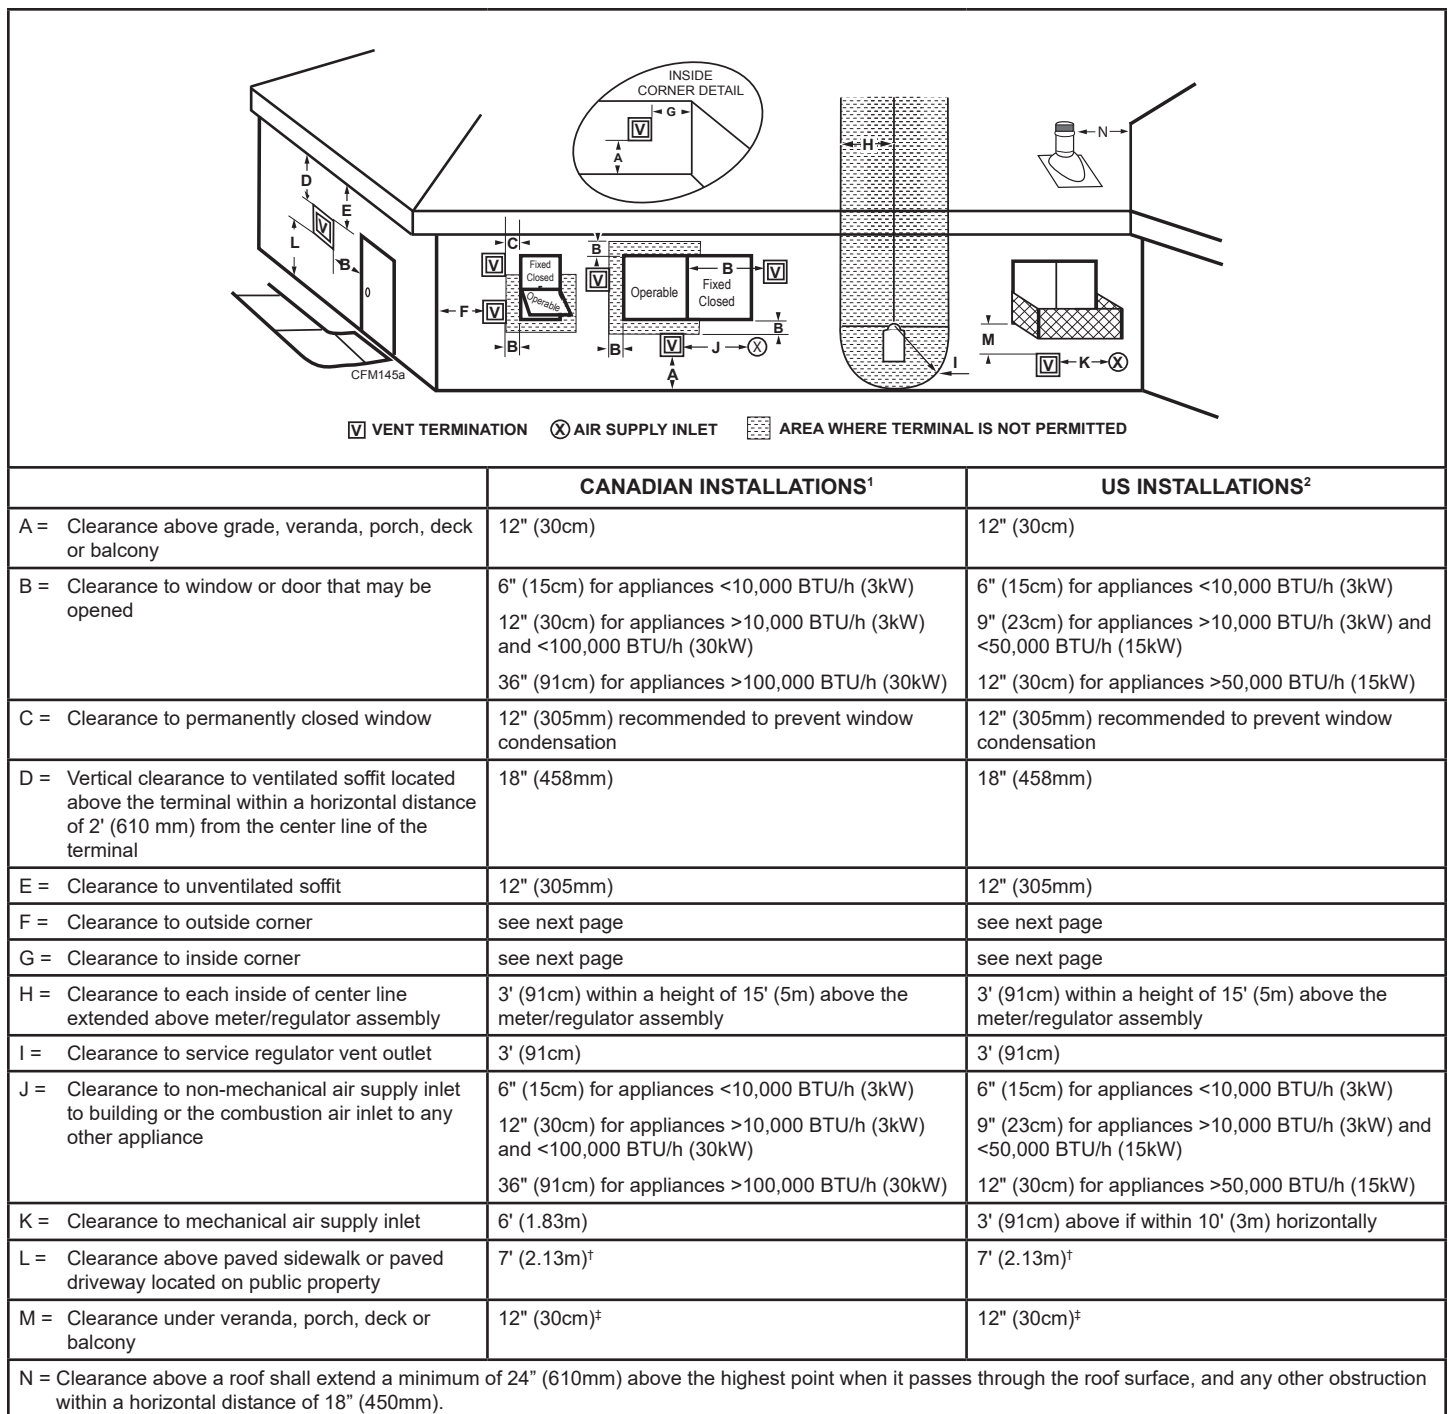 INSIDE
CORNER DETAIL
G
V
A
H
N
D
E
V
L
B
C
V
Fixed
Closed
Operable
F
V
B
B
V
Operable
B
Fixed
Closed
V
B
B
V
J
X
A
I
M
V
K
X
CFM145a
V VENT TERMINATION X AIR SUPPLY INLET AREA WHERE TERMINAL IS NOT PERMITTED
CANADIAN INSTALLATIONS¹
US INSTALLATIONS²
A = Clearance above grade, veranda, porch, deck
or balcony
12" (30cm)
12" (30cm)
B = Clearance to window or door that may be
opened
6" (15cm) for appliances <10,000 BTU/h (3kW)
12" (30cm) for appliances >10,000 BTU/h (3kW)
and <100,000 BTU/h (30kW)
36" (91cm) for appliances >100,000 BTU/h (30kW)
6" (15cm) for appliances <10,000 BTU/h (3kW)
9" (23cm) for appliances >10,000 BTU/h (3kW) and
<50,000 BTU/h (15kW)
12" (30cm) for appliances >50,000 BTU/h (15kW)
C = Clearance to permanently closed window
12" (305mm) recommended to prevent window
condensation
12" (305mm) recommended to prevent window
condensation
D = Vertical clearance to ventilated soffit located
above the terminal within a horizontal distance
of 2' (610 mm) from the center line of the
terminal
18" (458mm)
18" (458mm)
E = Clearance to unventilated soffit
12" (305mm)
12" (305mm)
F = Clearance to outside corner
see next page
see next page
G = Clearance to inside corner
see next page
see next page
H = Clearance to each inside of center line
extended above meter/regulator assembly
3' (91cm) within a height of 15' (5m) above the
meter/regulator assembly
3' (91cm) within a height of 15' (5m) above the
meter/regulator assembly
I = Clearance to service regulator vent outlet
3' (91cm)
3' (91cm)
J = Clearance to non-mechanical air supply inlet
to building or the combustion air inlet to any
other appliance
6" (15cm) for appliances <10,000 BTU/h (3kW)
12" (30cm) for appliances >10,000 BTU/h (3kW)
and <100,000 BTU/h (30kW)
36" (91cm) for appliances >100,000 BTU/h (30kW)
6" (15cm) for appliances <10,000 BTU/h (3kW)
9" (23cm) for appliances >10,000 BTU/h (3kW) and
<50,000 BTU/h (15kW)
12" (30cm) for appliances >50,000 BTU/h (15kW)
K = Clearance to mechanical air supply inlet
6' (1.83m)
3' (91cm) above if within 10' (3m) horizontally
L = Clearance above paved sidewalk or paved
driveway located on public property
7' (2.13m)†
7' (2.13m)†
M = Clearance under veranda, porch, deck or
balcony
12" (30cm)‡
12" (30cm)‡
N = Clearance above a roof shall extend a minimum of 24” (610mm) above the highest point when it passes through the roof surface, and any other obstruction
within a horizontal distance of 18” (450mm).